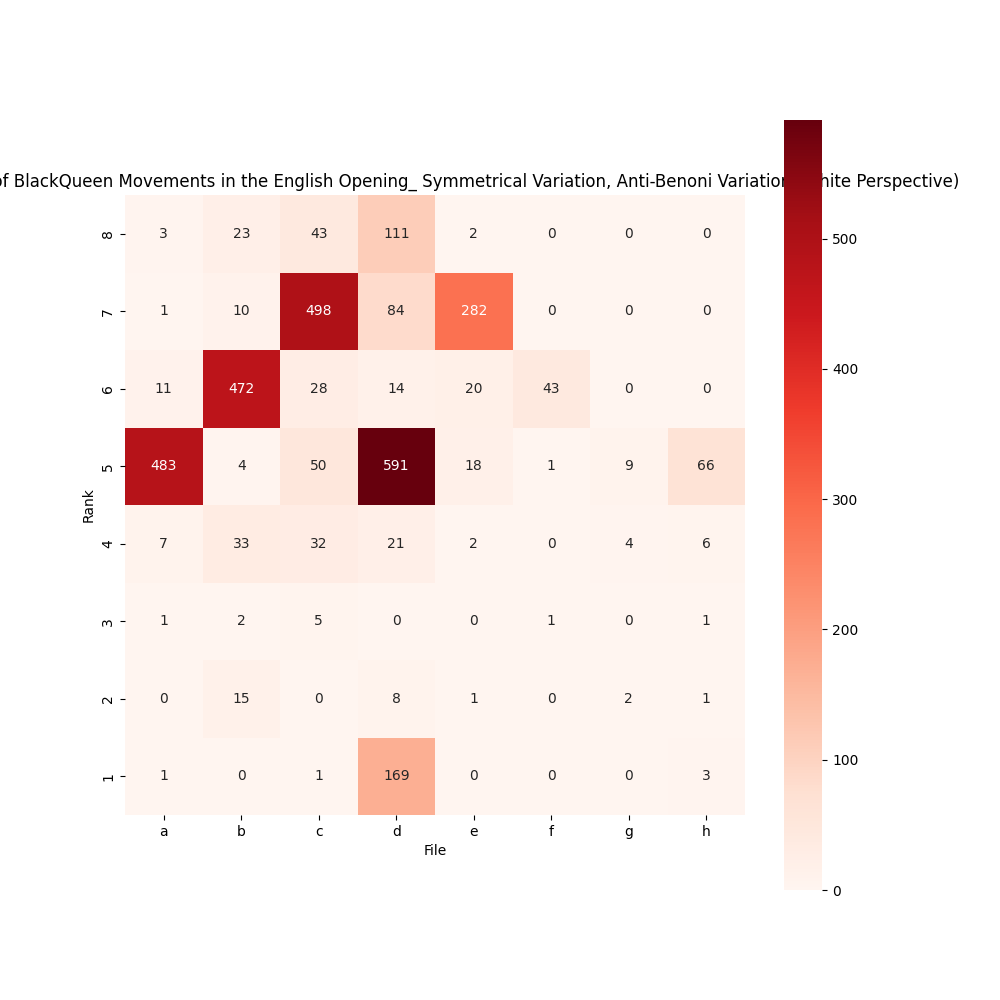 of BlackQueen Movements in the English Opening_ Symmetrical Variation, Anti-Benoni Variation Perspective)
8 3 23 43 111 2 0 0 0
7 1 10 498 84 282 0 0 0
6 11 472 28 14 20 43 0 0
5 483 4 50 591 18 1 9 66
4 7 33 32 21 2 0 4 6
3 1 2 5 0 0 1 0 1
2 0 15 0 8 1 0 2 1
1 1 0 1 169 0 0 0 3
a b c d e f g h
File
Rank
500
400
300
200
100
0